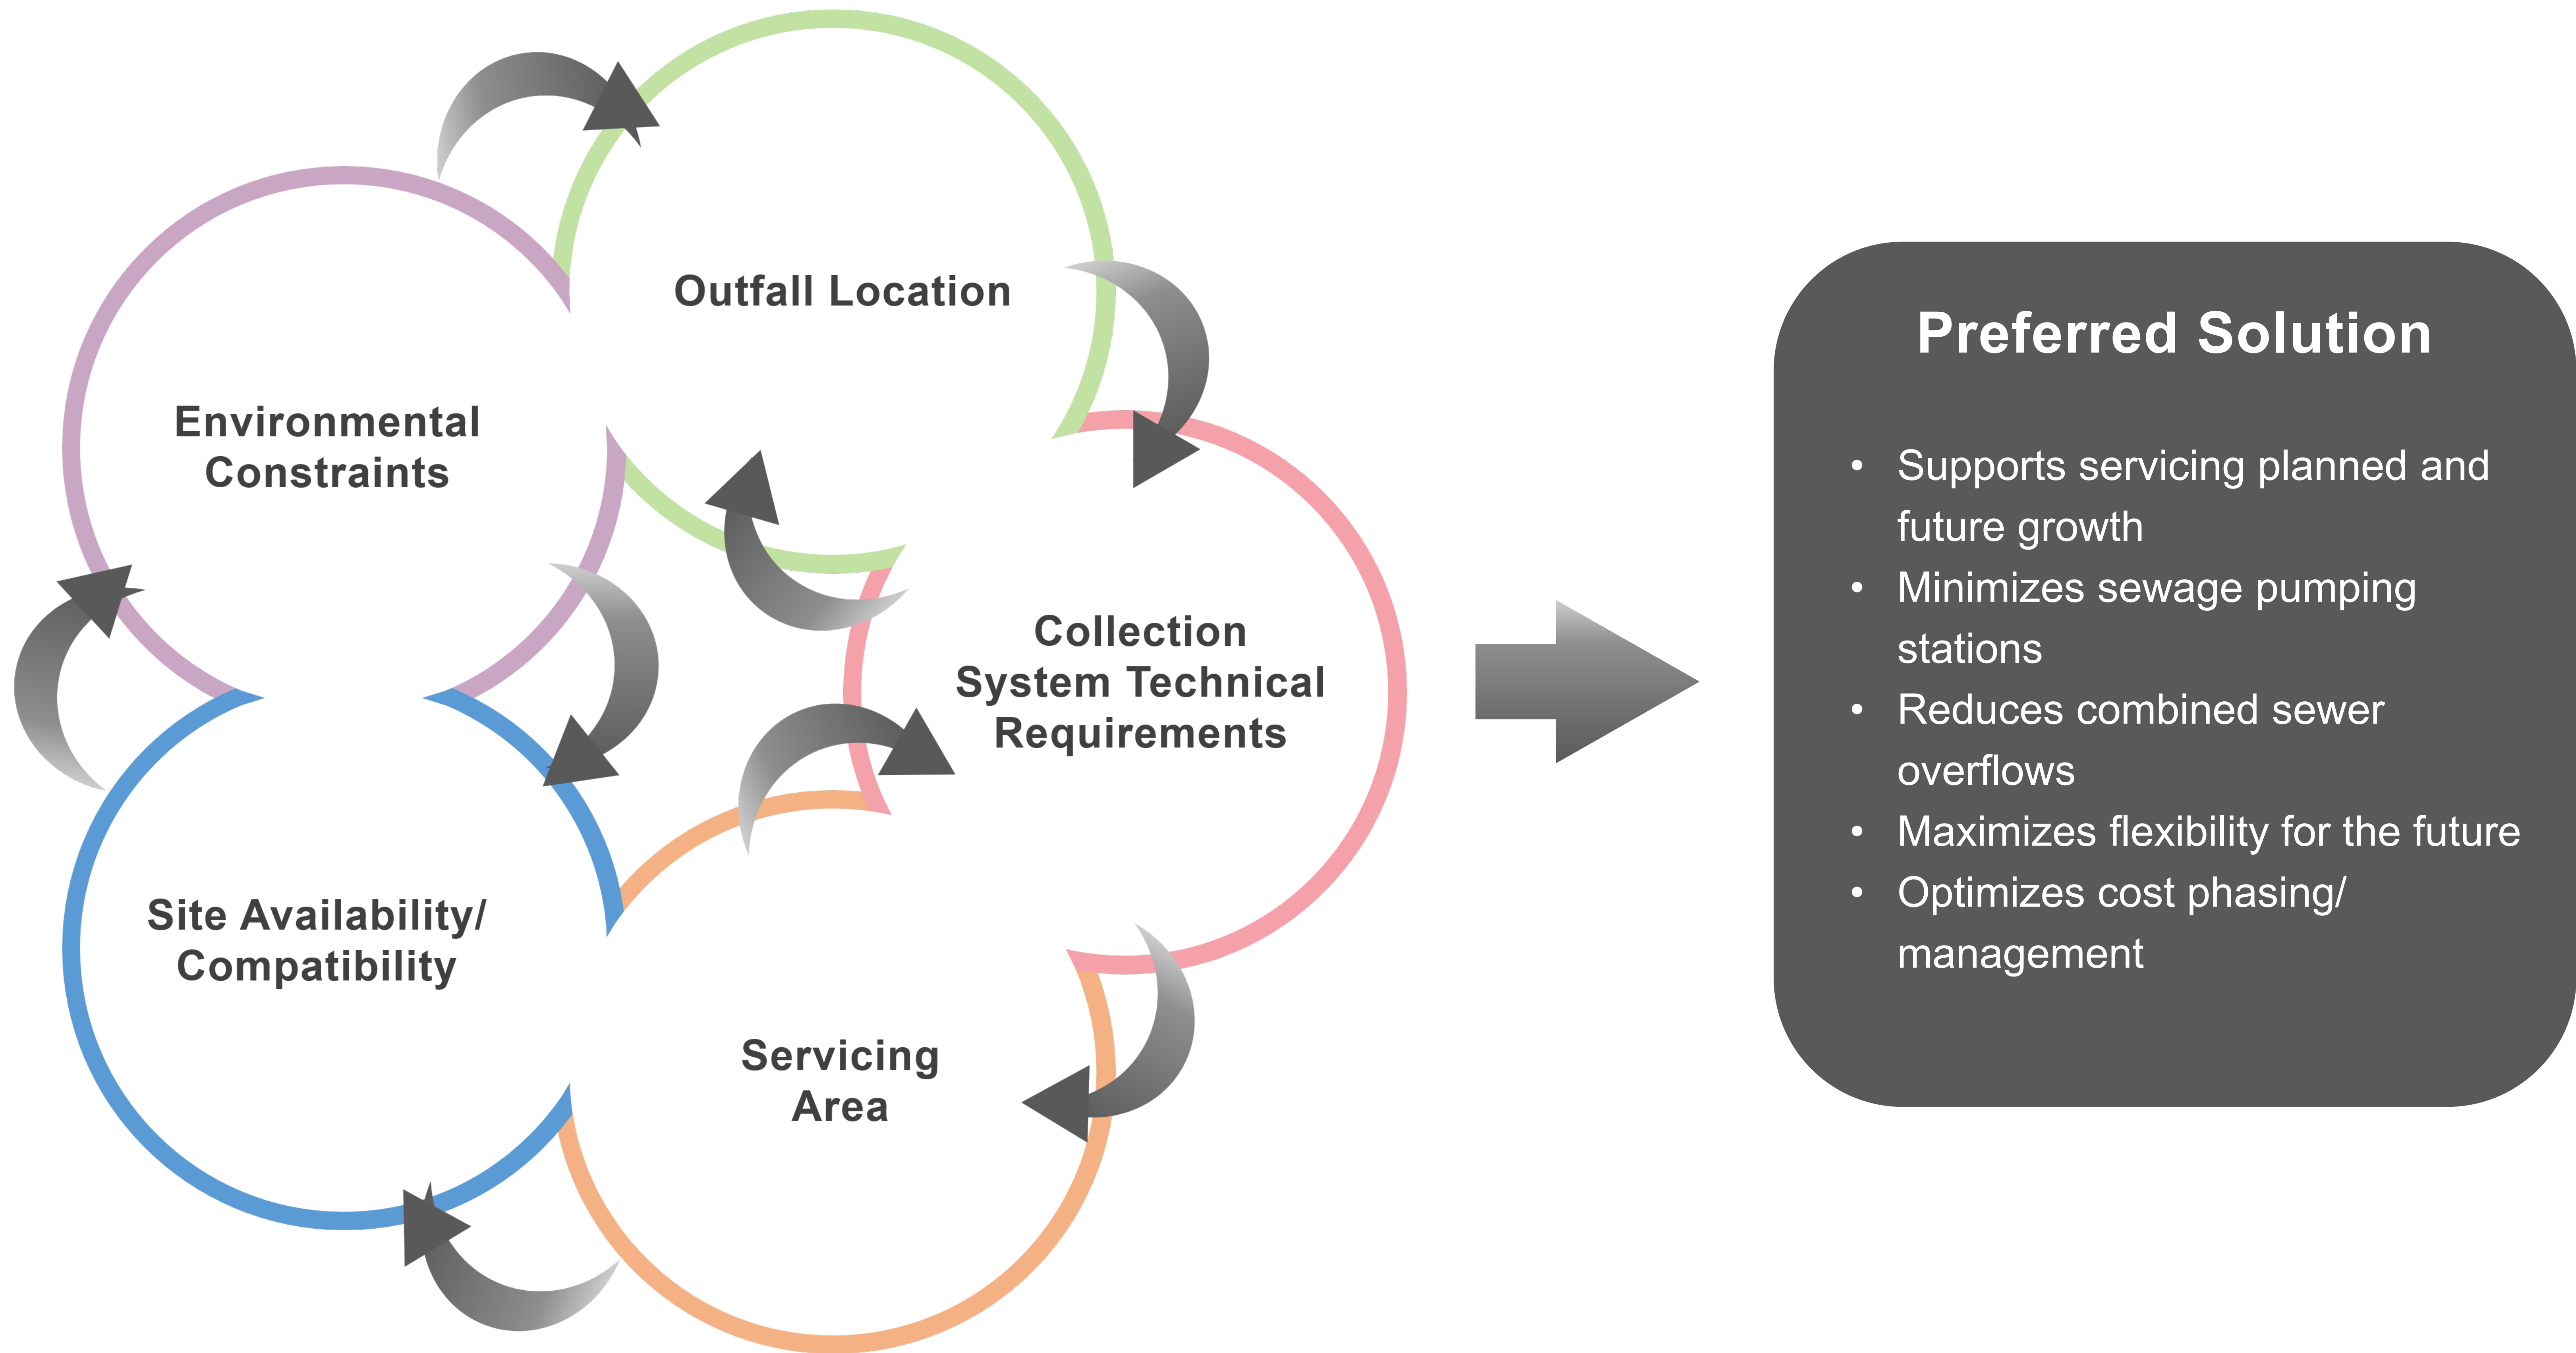 Outfall Location
Environmental
Constraints
Collection
System Technical
Requirements
Site Availability/
Compatibility
Servicing
Area
Preferred Solution
• Supports servicing planned and
future growth
• Minimizes sewage pumping
stations
• Reduces combined sewer
overflows
• Maximizes flexibility for the future
• Optimizes cost phasing/
management